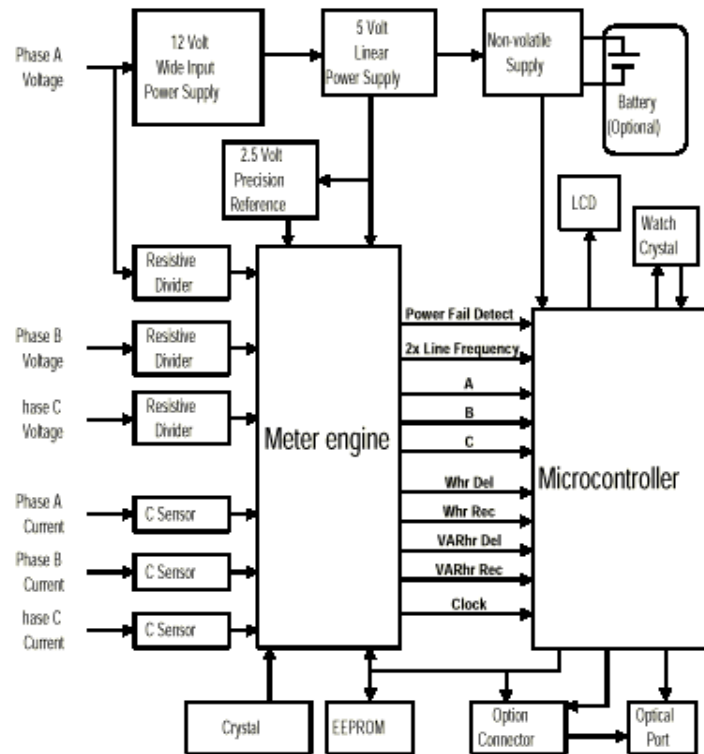 Phase A
Voltage
12 Volt
Wide Input
Power Supply
5 Volt
Linear
Power Supply
Non-volatile
Supply
Battery
(Optional)
2.5 Volt
Precision
Reference
LCD
Watch
Crystal
Resistive
Divider
Phase B
Voltage
Resistive
Divider
hase C
Voltage
Resistive
Divider
Meter engine
Power Fail Detect
2x Line Frequency
A
B
C
Whr Del
Whr Rec
VARhr Del
VARhr Rec
Clock
Microcontroller
Phase A
Current
C Sensor
Phase B
Current
C Sensor
hase C
Current
C Sensor
Crystal
EEPROM
Option
Connector
Optical
Port